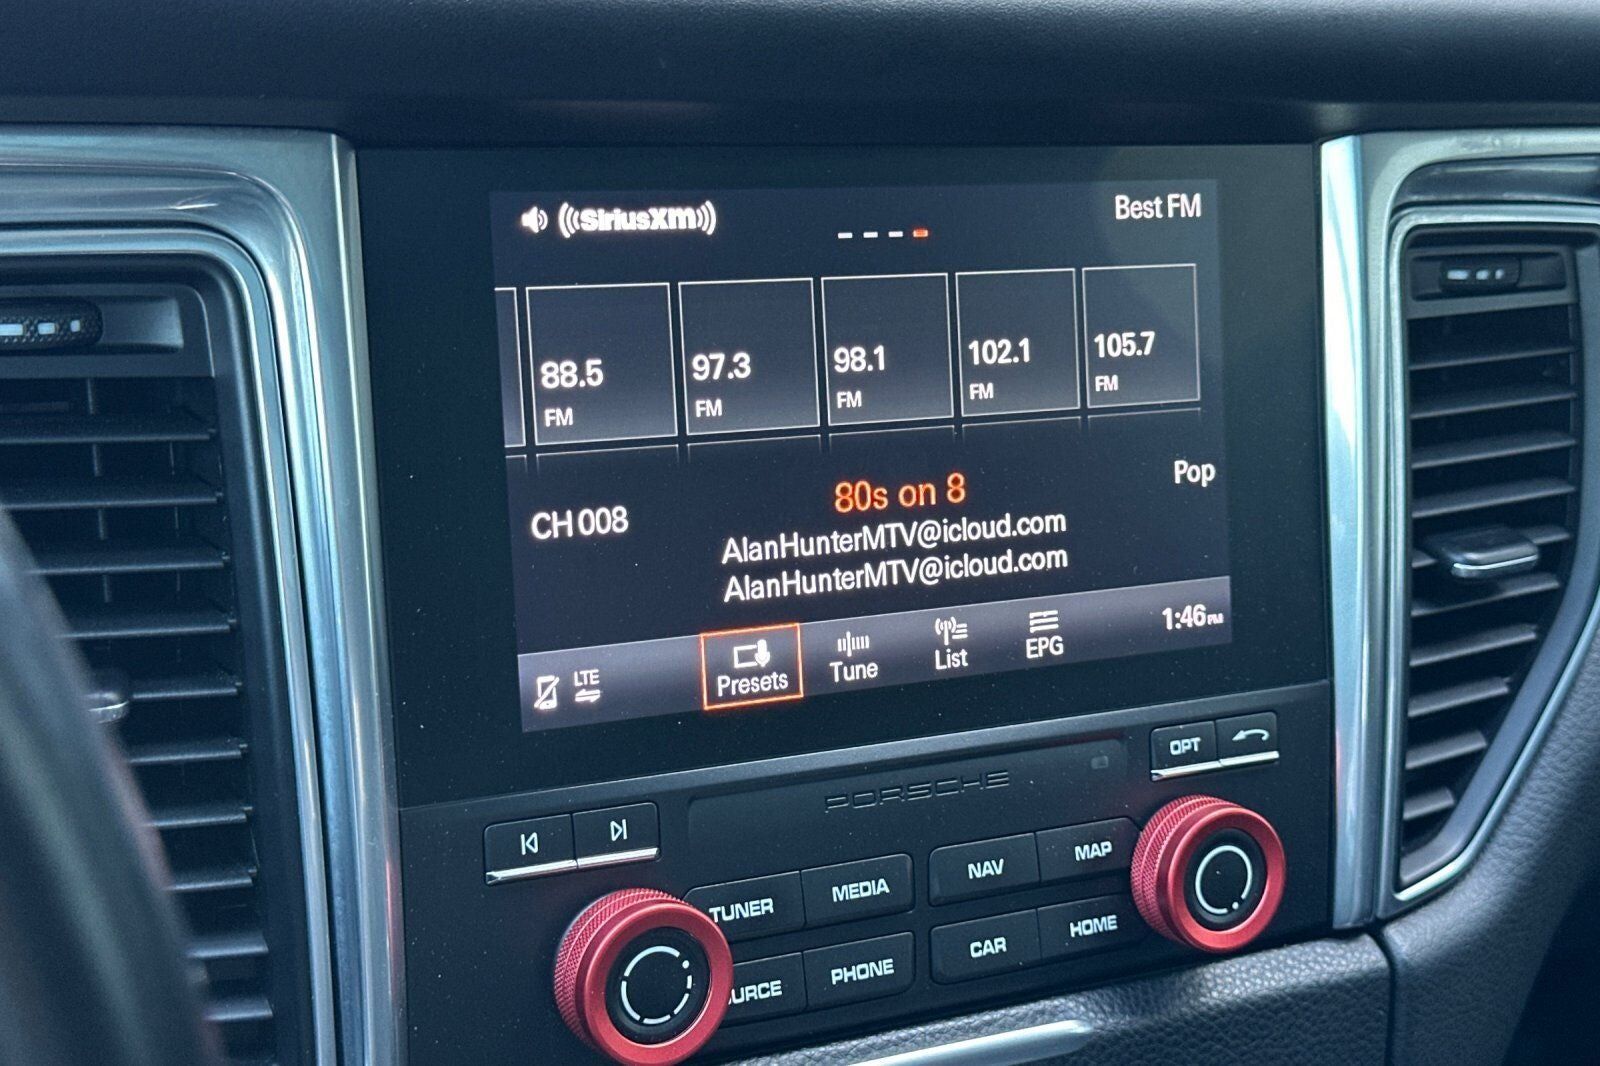 SiriusXM
Best FM
88.5
FM
97.3
FM
98.1
FM
102.1
FM
105.7
FM
CH 008
80s on 8
Pop
AlanHunterMTV@icloud.com
AlanHunterMTV@icloud.com
LTE
Presets
Tune
List
EPG
1:46 PM
PORSCHE
OPT
TUNER
MEDIA
NAV
MAP
OURCE
PHONE
CAR
HOME